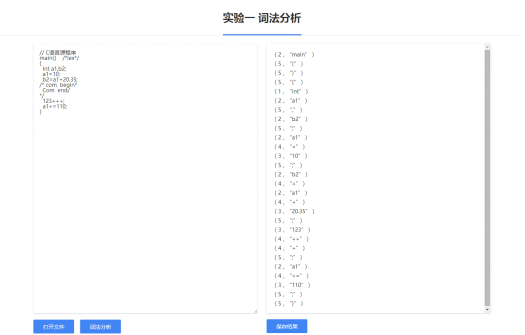 实验一 词法分析
// C语言源程序
main()    /*lex*/
{
int a1,b2;
a1=10;
b2=a1+20.35;
/* com  begin*
Com  end/
*/
123+++;
a1+=110;
}
( 2 ,  "main"  )
( 5 ,  "("  )
( 5 ,  ")"  )
( 5 ,  "{"  )
( 1 ,  "int"  )
( 2 ,  "a1"  )
( 5 ,  ","  )
( 2 ,  "b2"  )
( 5 ,  ";"  )
( 2 ,  "a1"  )
( 4 ,  "="  )
( 3 ,  "10"  )
( 5 ,  ";"  )
( 2 ,  "b2"  )
( 4 ,  "="  )
( 2 ,  "a1"  )
( 4 ,  "+"  )
( 3 ,  "20.35"  )
( 5 ,  ";"  )
( 3 ,  "123"  )
( 4 ,  "++"  )
( 4 ,  "+"  )
( 5 ,  ";"  )
( 2 ,  "a1"  )
( 4 ,  "+="  )
( 3 ,  "110"  )
( 5 ,  ";"  )
( 5 ,  "}"  )
打开文件
词法分析
保存结果